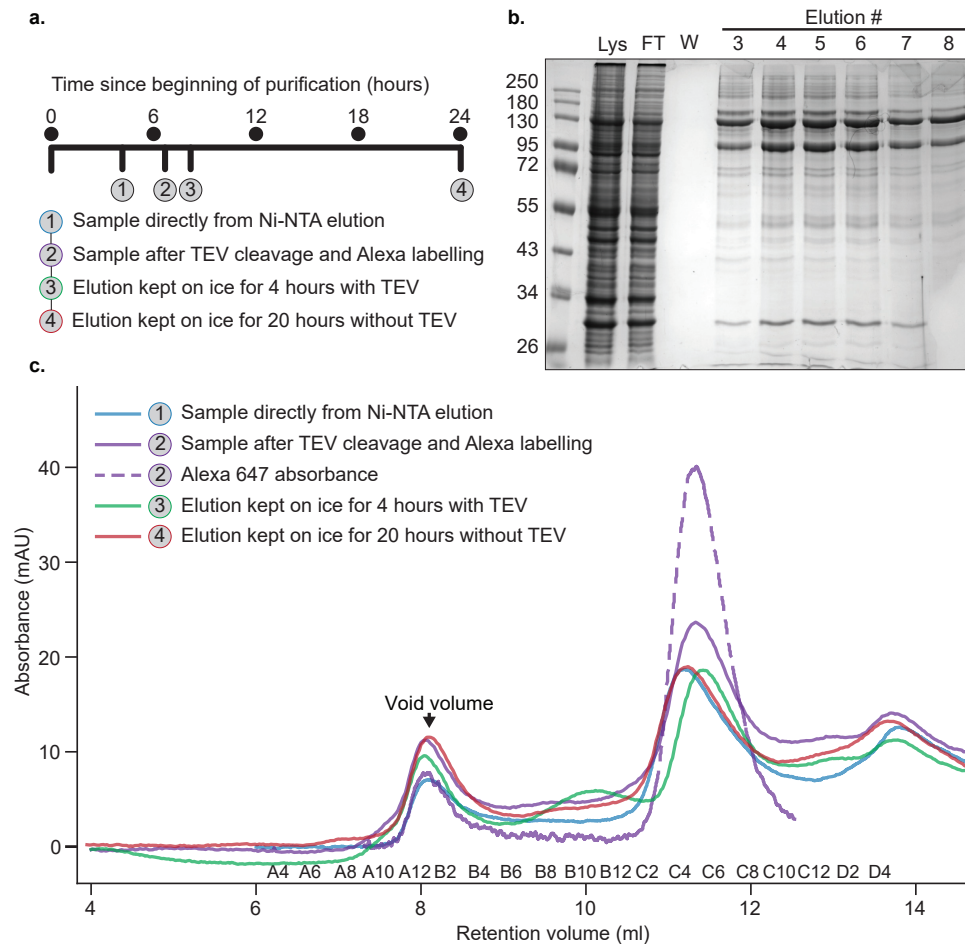 a.
Time since beginning of purification (hours)
0 6 12 18 24
1 2 3 4
1 Sample directly from Ni-NTA elution
2 Sample after TEV cleavage and Alexa labelling
3 Elution kept on ice for 4 hours with TEV
4 Elution kept on ice for 20 hours without TEV
b.
Elution #
Lys FT W 3 4 5 6 7 8
250
180
130
95
72
55
43
34
26
c.
1 Sample directly from Ni-NTA elution
2 Sample after TEV cleavage and Alexa labelling
2 Alexa 647 absorbance
3 Elution kept on ice for 4 hours with TEV
4 Elution kept on ice for 20 hours without TEV
Absorbance (mAU)
40
30
20
10
0
Void volume
A4 A6 A8 A10 A12 B2 B4 B6 B8 B10 B12 C2 C4 C6 C8 C10 C12 D2 D4
4 6 8 10 12 14
Retention volume (ml)